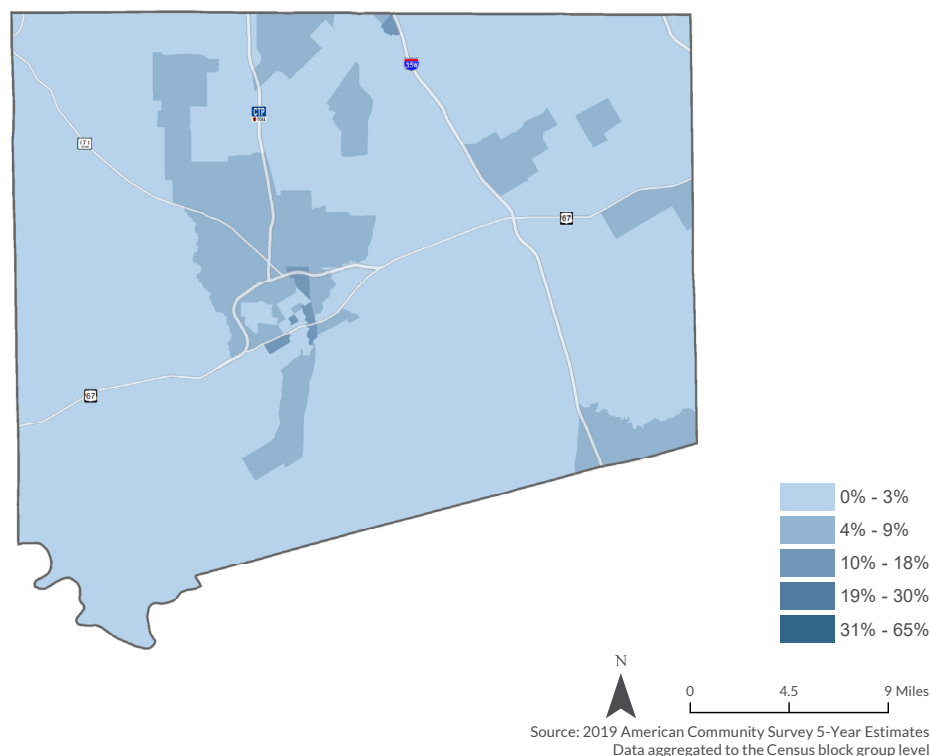 35W
CTP
TOLL
171
67
67
0% - 3%
4% - 9%
10% - 18%
19% - 30%
31% - 65%
N
0 4.5 9 Miles
Source: 2019 American Community Survey 5-Year Estimates
Data aggregated to the Census block group level